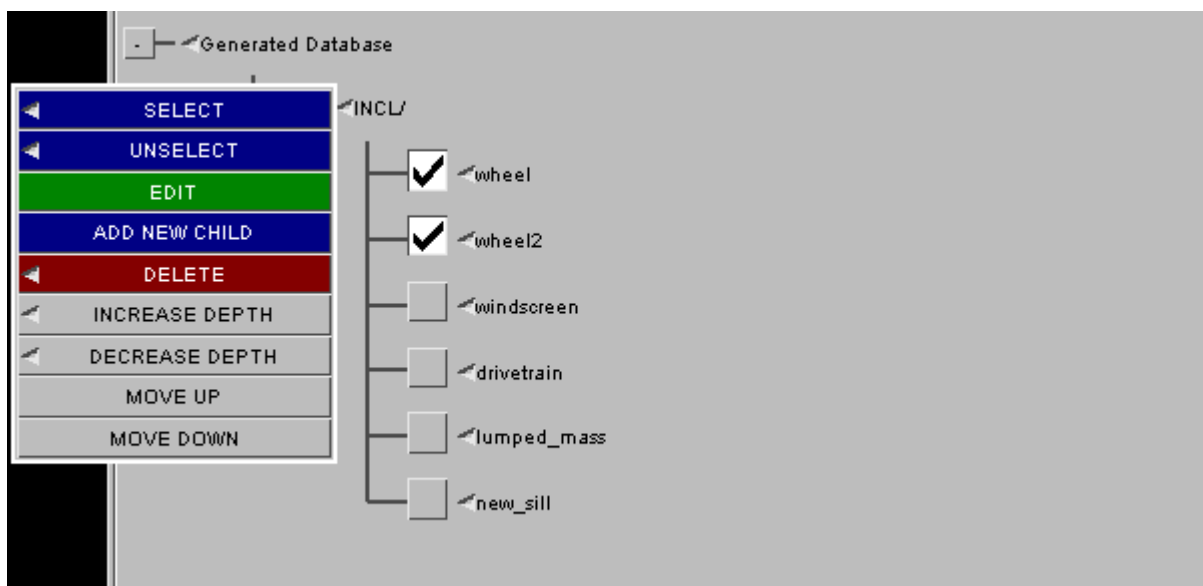 - Generated Database
SELECT
INCL/
UNSELECT
wheel
EDIT
ADD NEW CHILD
wheel2
DELETE
INCREASE DEPTH
windscreen
DECREASE DEPTH
drivetrain
MOVE UP
MOVE DOWN
lumped_mass
new_sill